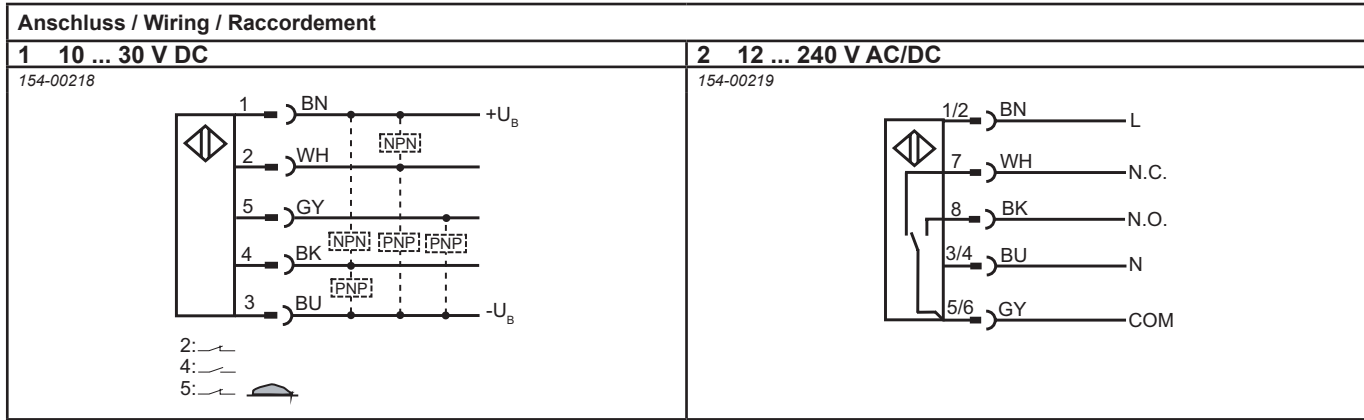 Anschluss / Wiring / Raccordement
1 10 ... 30 V DC
154-00218
1 BN +U_B
NPN
2 WH
5 GY
NPN PNP PNP
4 BK
PNP
3 BU -U_B
2:
4:
5:
2 12 ... 240 V AC/DC
154-00219
1/2 BN L
7 WH N.C.
8 BK N.O.
3/4 BU N
5/6 GY COM